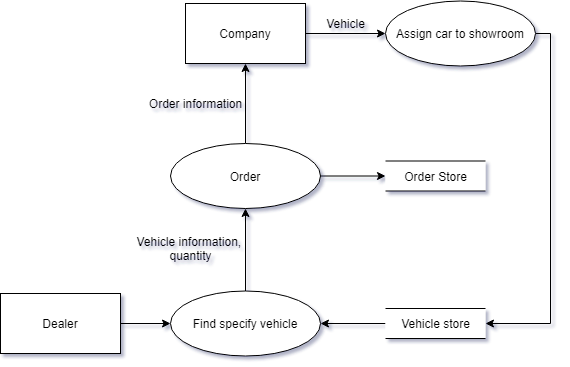 Company
Vehicle
Assign car to showroom
Order information
Order
Order Store
Vehicle information,
quantity
Dealer
Find specify vehicle
Vehicle store